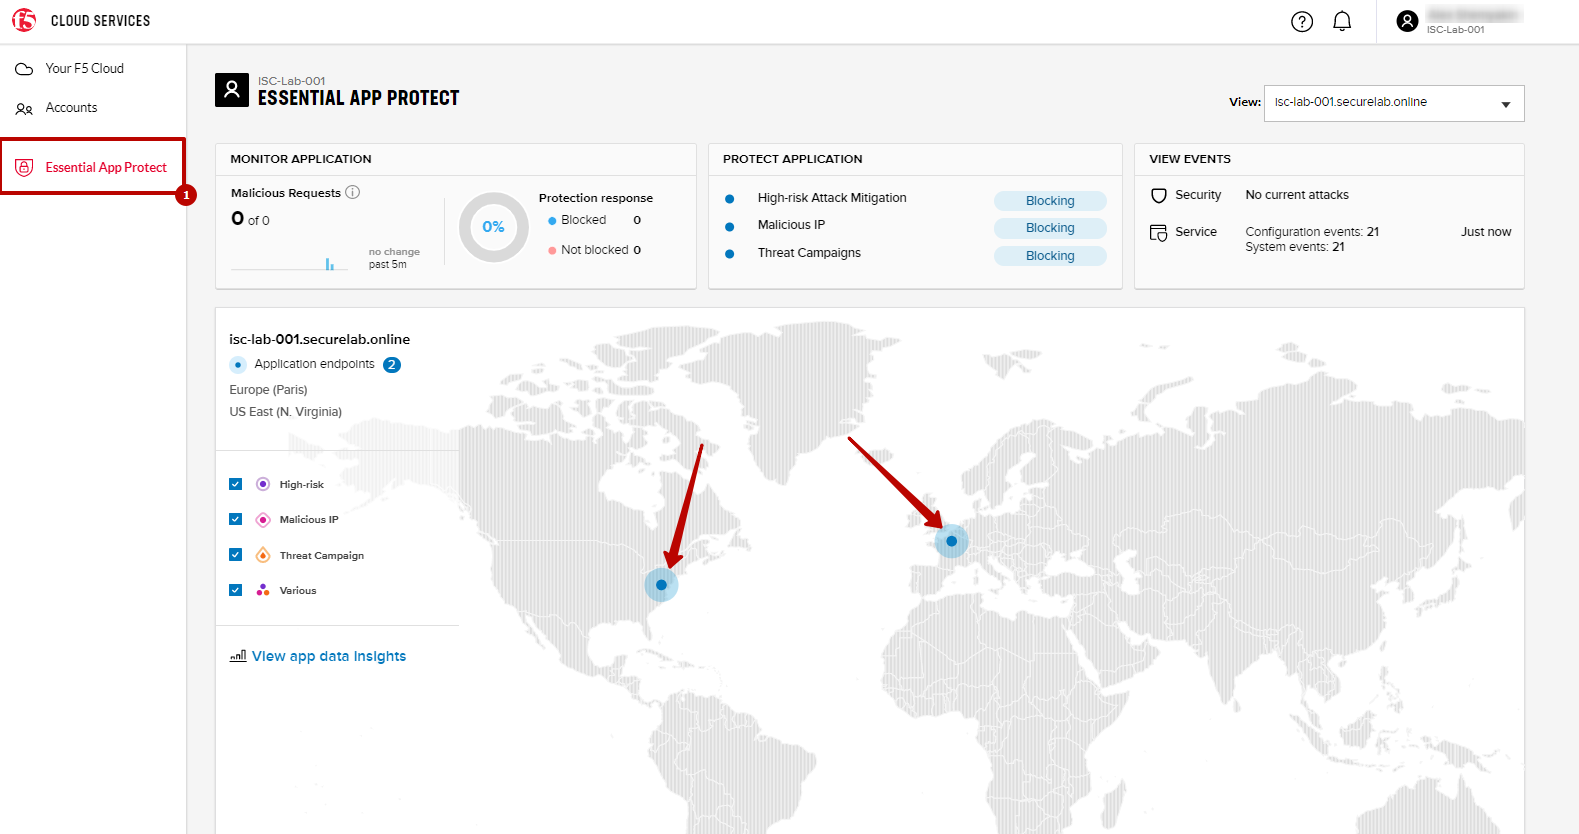 f5 CLOUD SERVICES
?
ISC-Lab-001
Your F5 Cloud
Accounts
Essential App Protect
1
ISC-Lab-001
ESSENTIAL APP PROTECT
View: isc-lab-001.securelab.online
MONITOR APPLICATION
Malicious Requests i
0 of 0
no change
past 5m
0%
Protection response
Blocked 0
Not blocked 0
PROTECT APPLICATION
High-risk Attack Mitigation Blocking
Malicious IP Blocking
Threat Campaigns Blocking
VIEW EVENTS
Security No current attacks
Service Configuration events: 21 Just now
System events: 21
isc-lab-001.securelab.online
Application endpoints 2
Europe (Paris)
US East (N. Virginia)
High-risk
Malicious IP
Threat Campaign
Various
View app data insights